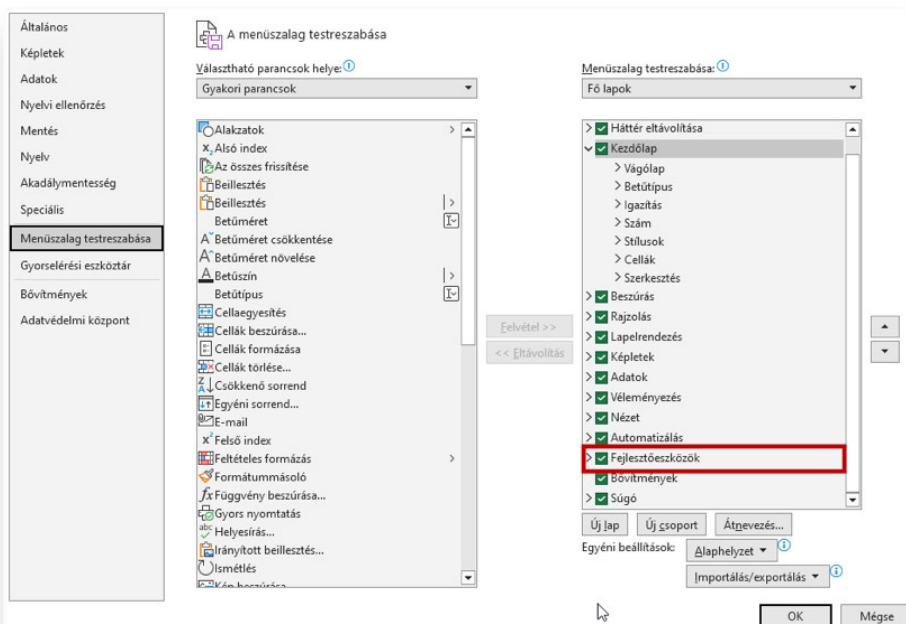 Általános
Képletek
Adatok
Nyelvi ellenőrzés
Mentés
Nyelv
Akadálymentesség
Speciális
Menüszalag testreszabása
Gyorselérési eszköztár
Bővítmények
Adatvédelmi központ
A menüszalag testreszabása
Választható parancsok helye:
Gyakori parancsok
Alakzatok
Alsó index
Az összes frissítése
Beillesztés
Beillesztés
Betűméret
Betűméret csökkentése
Betűméret növelése
Betűszín
Betűtípus
Cellaegyesítés
Cellák beszúrása...
Cellák formázása
Cellák törlése...
Csökkenő sorrend
Egyéni sorrend...
E-mail
Felső index
Feltételes formázás
Formátummásoló
Függvény beszúrása...
Gyors nyomtatás
Helyesírás...
Irányított beillesztés...
Ismétlés
Kép beszúrása
Felvétel >>
<< Eltávolítás
Menüszalag testreszabása:
Fő lapok
Háttér eltávolítása
Kezdőlap
Vágólap
Betűtípus
Igazítás
Szám
Stílusok
Cellák
Szerkesztés
Beszúrás
Rajzolás
Lapelrendezés
Képletek
Adatok
Véleményezés
Nézet
Automatizálás
Fejlesztőeszközök
Bővítmények
Súgó
Új lap Új csoport Átnevezés...
Egyéni beállítások: Alaphelyzet
Importálás/exportálás
OK Mégse